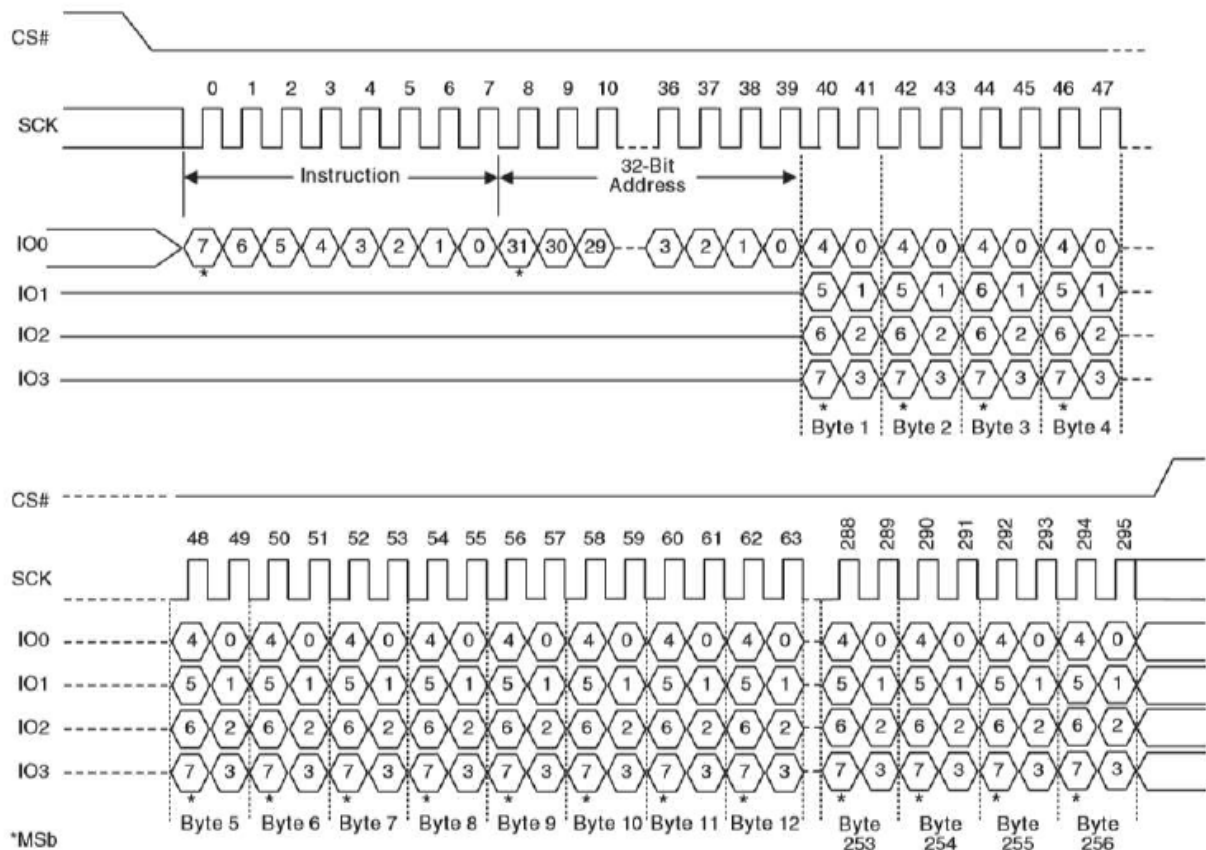 CS#
0 1 2 3 4 5 6 7 8 9 10 36 37 38 39 40 41 42 43 44 45 46 47
SCK
Instruction
32-Bit
Address
IO0 7 6 5 4 3 2 1 0 31 30 29 3 2 1 0 4 0 4 0 4 0 4 0
* *
IO1 5 1 5 1 6 1 5 1
IO2 6 2 6 2 6 2 6 2
IO3 7 3 7 3 7 3 7 3
* * * *
Byte 1 Byte 2 Byte 3 Byte 4
CS#
48 49 50 51 52 53 54 55 56 57 58 59 60 61 62 63 288 289 290 291 292 293 294 295
SCK
IO0 4 0 4 0 4 0 4 0 4 0 4 0 4 0 4 0 4 0 4 0 4 0 4 0
IO1 5 1 5 1 5 1 5 1 5 1 5 1 5 1 5 1 5 1 5 1 5 1 5 1
IO2 6 2 6 2 6 2 6 2 6 2 6 2 6 2 6 2 6 2 6 2 6 2 6 2
IO3 7 3 7 3 7 3 7 3 7 3 7 3 7 3 7 3 7 3 7 3 7 3 7 3
* * * * * * * * * * * *
Byte 5 Byte 6 Byte 7 Byte 8 Byte 9 Byte 10 Byte 11 Byte 12 Byte Byte Byte Byte
253 254 255 256
*MSb